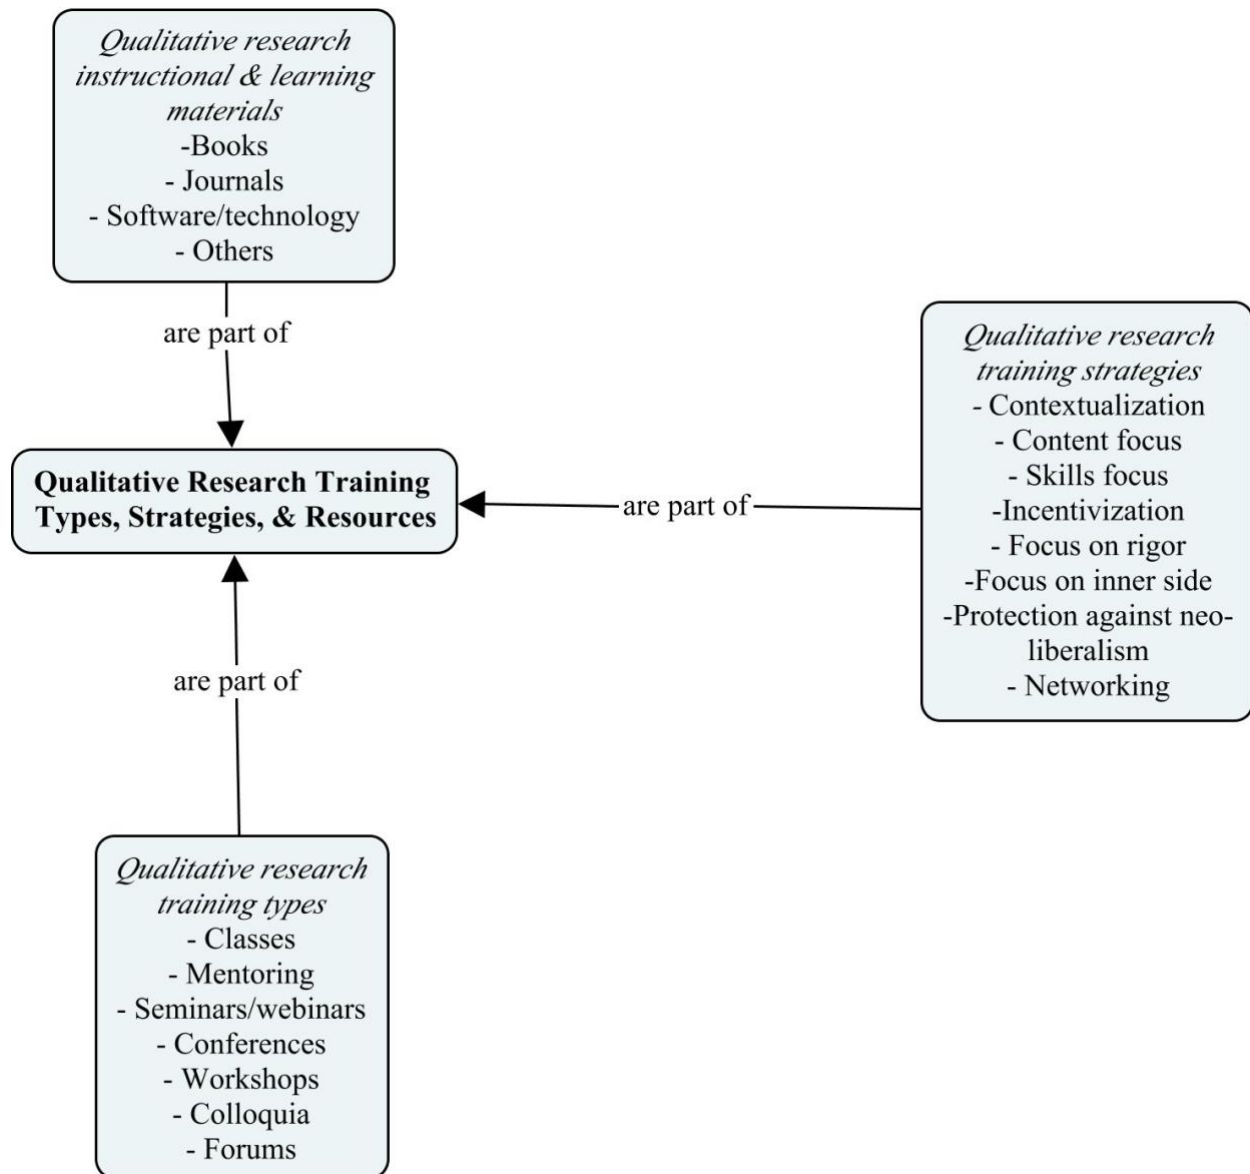 Qualitative research
instructional & learning
materials
-Books
- Journals
- Software/technology
- Others
are part of
Qualitative Research Training
Types, Strategies, & Resources
are part of
Qualitative research
training strategies
- Contextualization
- Content focus
- Skills focus
-Incentivization
- Focus on rigor
-Focus on inner side
-Protection against neo-
liberalism
- Networking
are part of
Qualitative research
training types
- Classes
- Mentoring
- Seminars/webinars
- Conferences
- Workshops
- Colloquia
- Forums